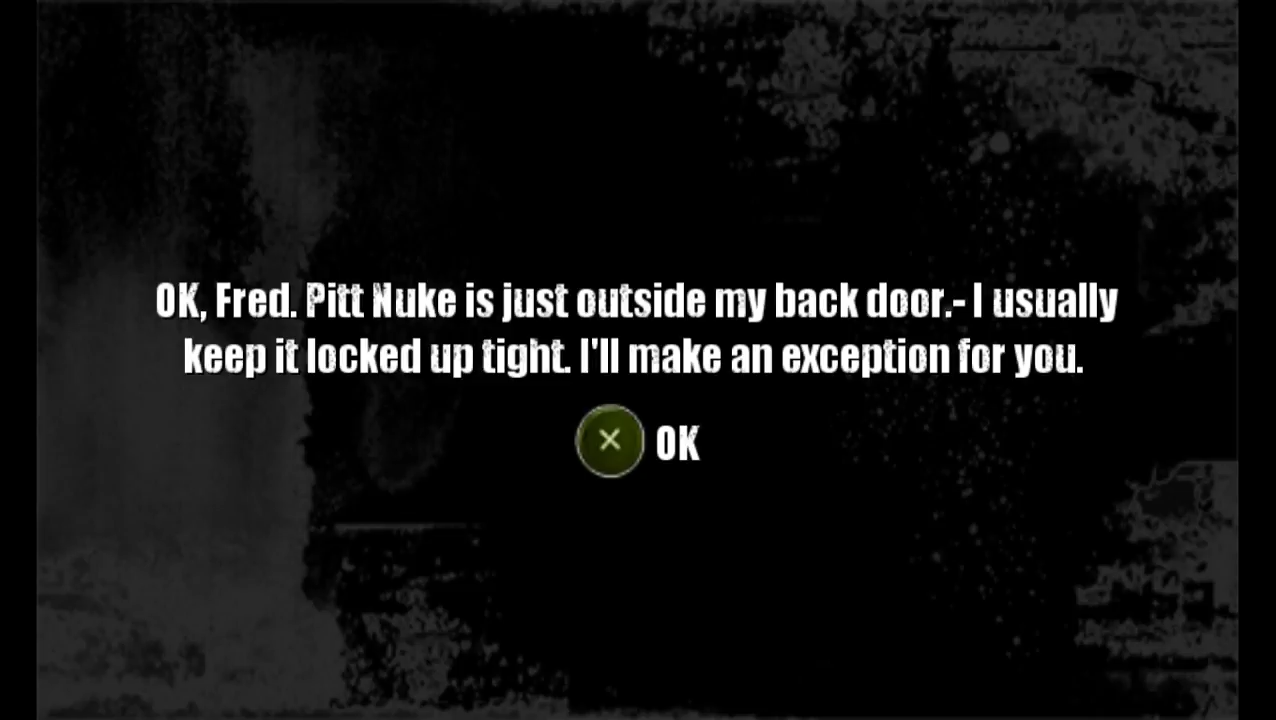 OK, Fred. Pitt Nuke is just outside my back door.- I usually
keep it locked up tight. I'll make an exception for you.
OK